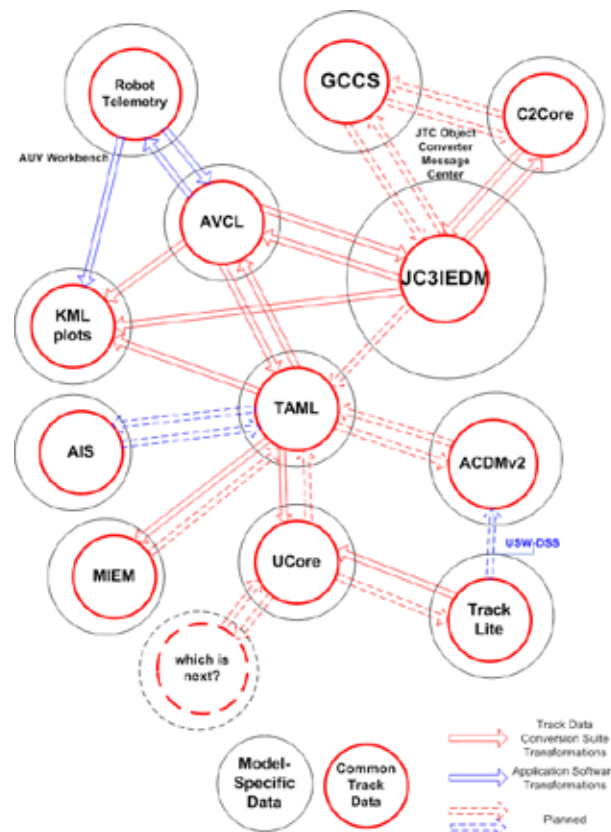 Robot
Telemetry
GCCS
C2Core
AUV Workbench
JTC Object
Converter
Message
Center
AVCL
JC3IEDM
KML
plots
TAML
AIS
ACDMv2
USW-DSS
UCore
MIEM
Track
Lite
which is
next?
Model-
Specific
Data
Common
Track
Data
Track Data
Conversion Suite
Transformations
Application Software
Transformations
Planned